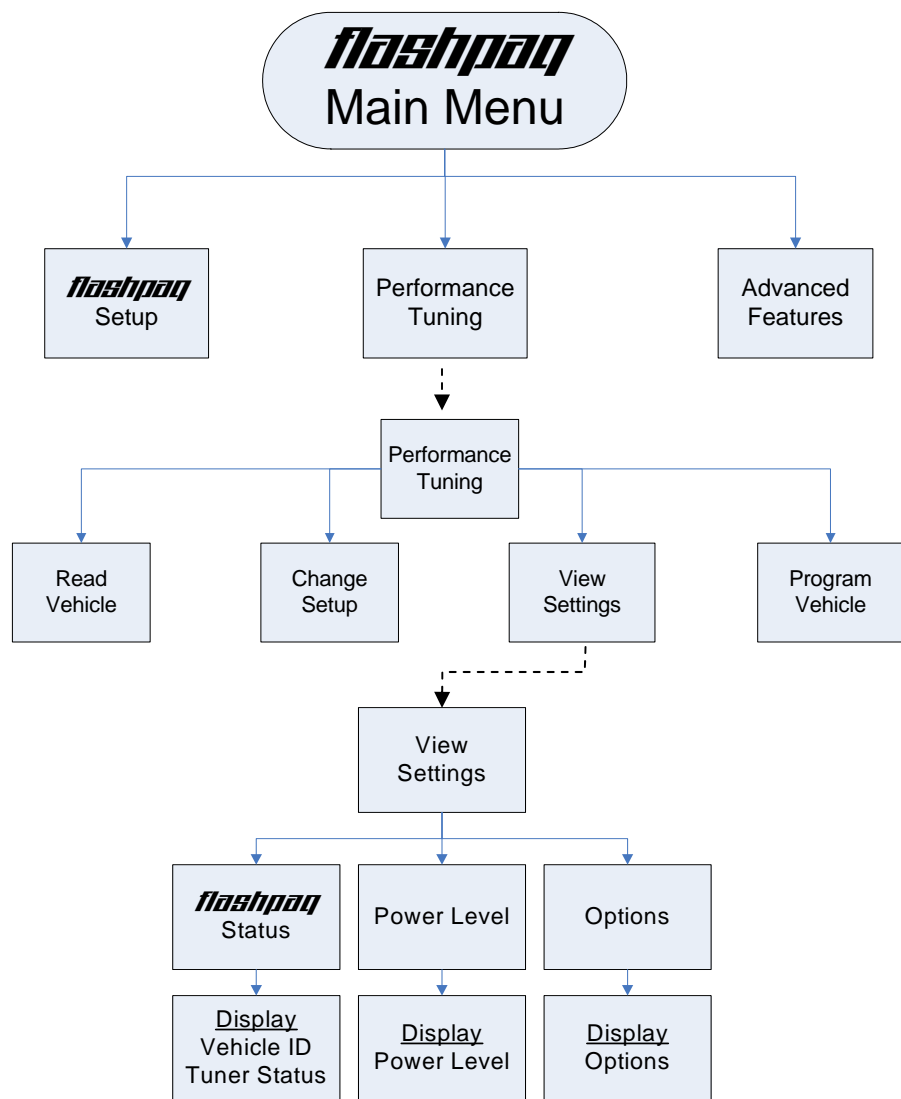 flashpaq
Main Menu
flashpaq
Setup
Performance
Tuning
Advanced
Features
Performance
Tuning
Read
Vehicle
Change
Setup
View
Settings
Program
Vehicle
View
Settings
flashpaq
Status
Power Level
Options
Display
Vehicle ID
Tuner Status
Display
Power Level
Display
Options